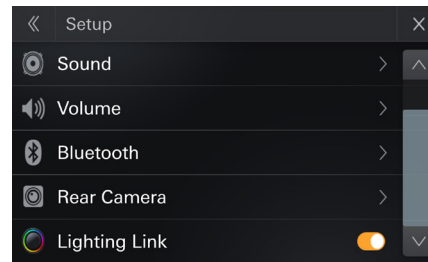 Setup
Sound
Volume
Bluetooth
Rear Camera
Lighting Link